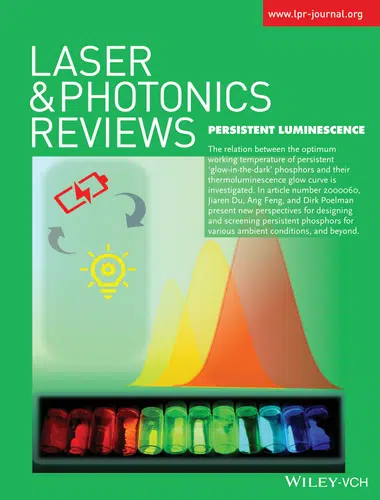 www.lpr-journal.org
LASER
&PHOTONICS
REVIEWS
PERSISTENT LUMINESCENCE
The relation between the optimum
working temperature of persistent
‘glow-in-the-dark’ phosphors and their
thermoluminescence glow curve is
investigated. In article number 2000060,
Jiaren Du, Ang Feng, and Dirk Poelman
present new perspectives for designing
and screening persistent phosphors for
various ambient conditions, and beyond.
WILEY-VCH